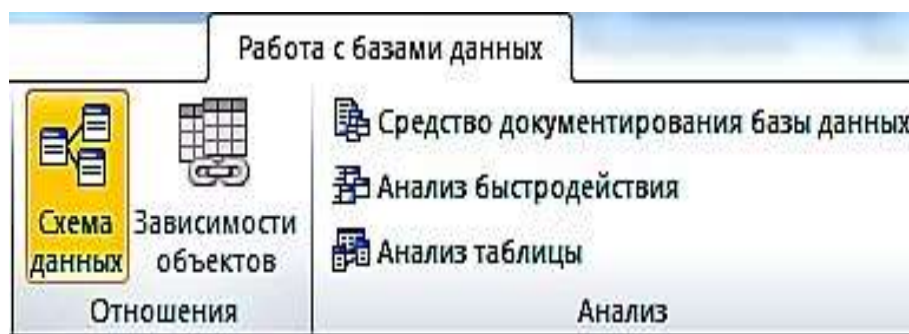 Работа с базами данных
Схема данных
Зависимости объектов
Отношения
Средство документирования базы данных
Анализ быстродействия
Анализ таблицы
Анализ